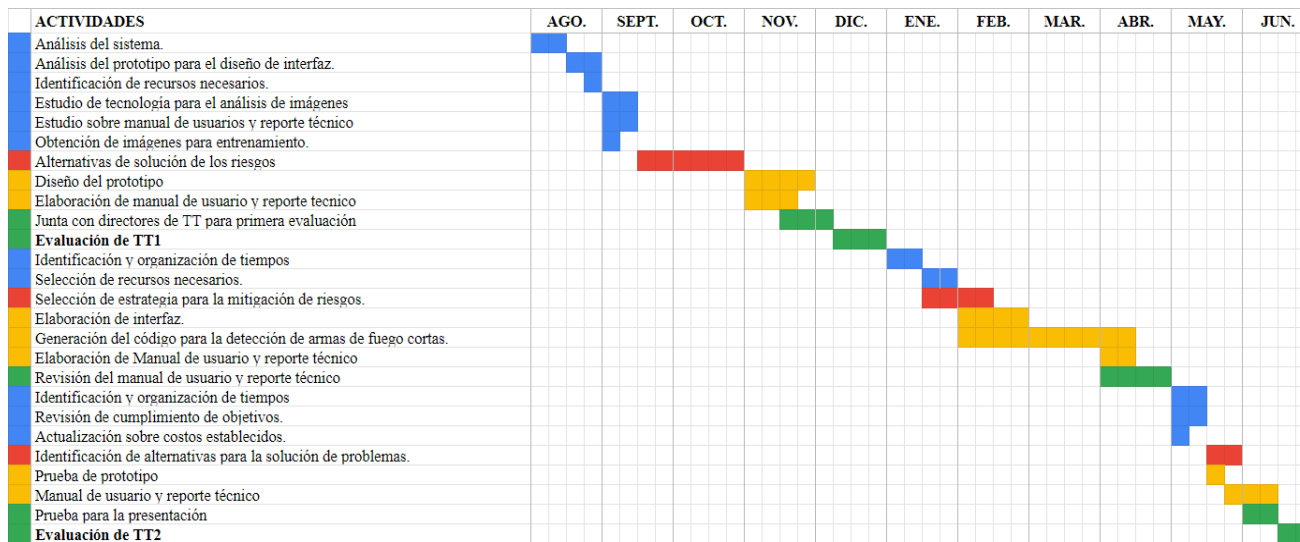 ACTIVIDADES AGO. SEPT. OCT. NOV. DIC. ENE. FEB. MAR. ABR. MAY. JUN.
Análisis del sistema.
Análisis del prototipo para el diseño de interfaz.
Identificación de recursos necesarios.
Estudio de tecnología para el análisis de imágenes
Estudio sobre manual de usuarios y reporte técnico
Obtención de imágenes para entrenamiento.
Alternativas de solución de los riesgos
Diseño del prototipo
Elaboración de manual de usuario y reporte tecnico
Junta con directores de TT para primera evaluación
Evaluación de TT1
Identificación y organización de tiempos
Selección de recursos necesarios.
Selección de estrategia para la mitigación de riesgos.
Elaboración de interfaz.
Generación del código para la detección de armas de fuego cortas.
Elaboración de Manual de usuario y reporte técnico
Revisión del manual de usuario y reporte técnico
Identificación y organización de tiempos
Revisión de cumplimiento de objetivos.
Actualización sobre costos establecidos.
Identificación de alternativas para la solución de problemas.
Prueba de prototipo
Manual de usuario y reporte técnico
Prueba para la presentación
Evaluación de TT2